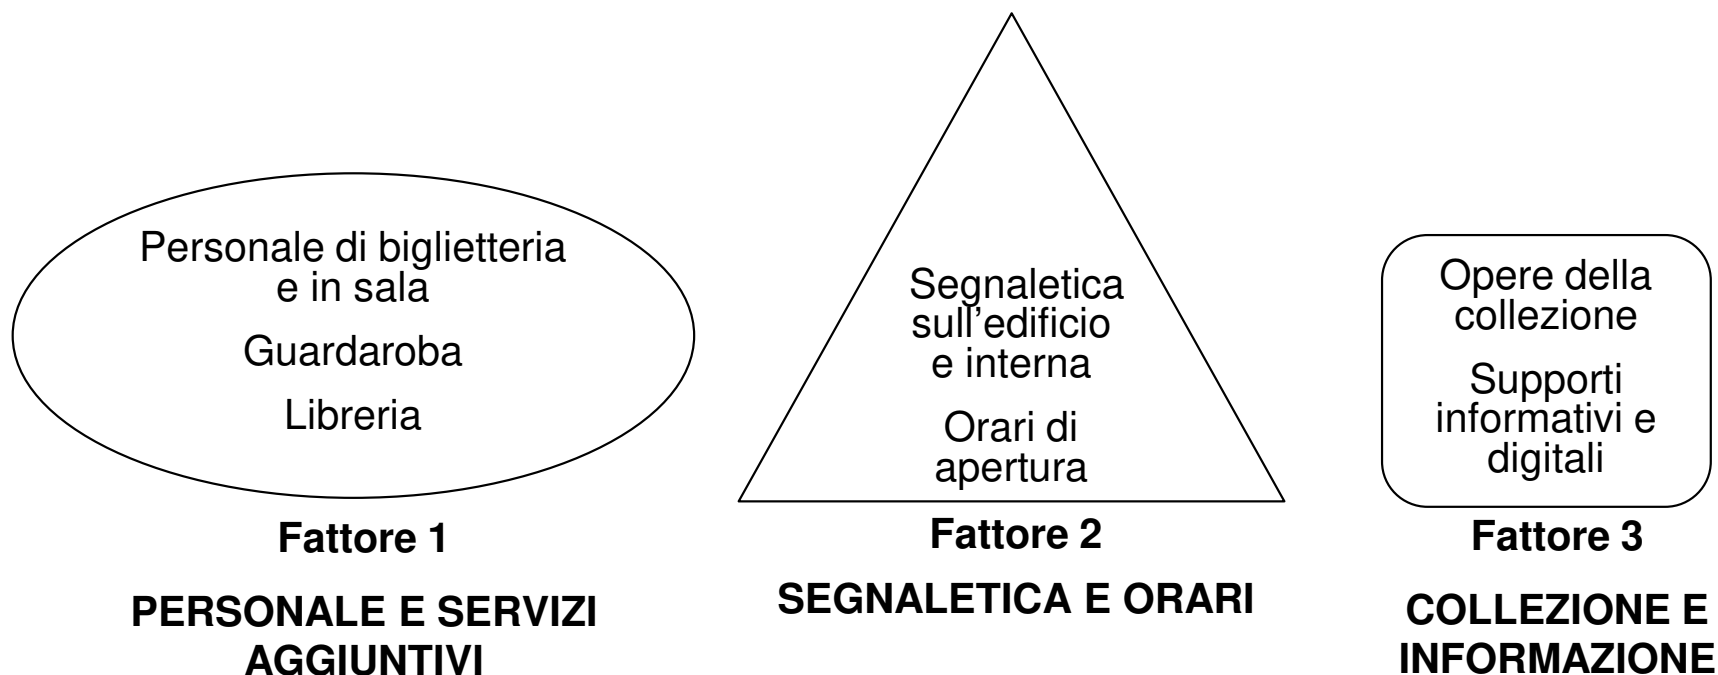 Personale di biglietteria
e in sala
Guardaroba
Libreria
Fattore 1
PERSONALE E SERVIZI
AGGIUNTIVI
Segnaletica
sull'edificio
e interna
Orari di
apertura
Fattore 2
SEGNALETICA E ORARI
Opere della
collezione
Supporti
informativi e
digitali
Fattore 3
COLLEZIONE E
INFORMAZIONE